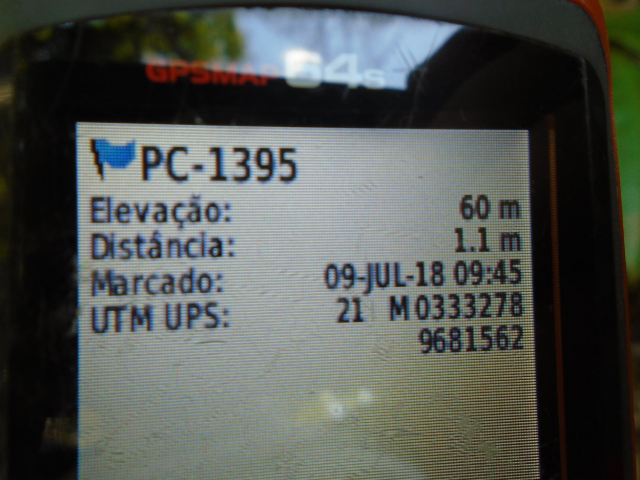 GPSMAP 64s
PC-1395
Elevação: 60 m
Distância: 1.1 m
Marcado: 09-JUL-18 09:45
UTM UPS: 21 M 0333278
9681562